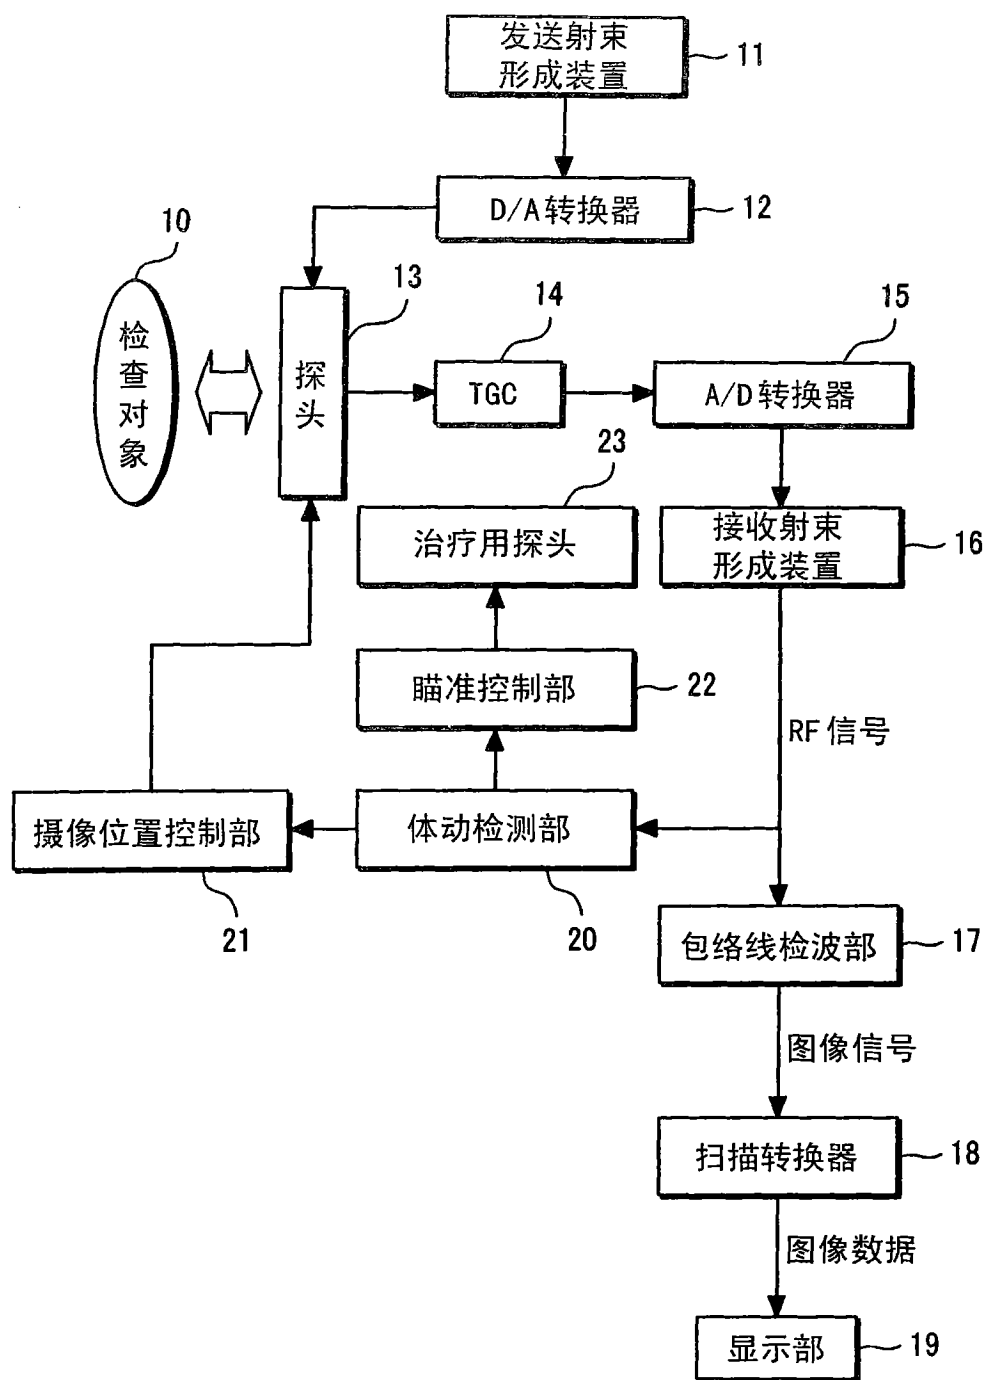 发送射束
形成装置
11
D/A转换器
12
10
检查对象
13
探头
14
TGC
15
A/D转换器
23
治疗用探头
接收射束
形成装置
16
瞄准控制部
22
RF信号
摄像位置控制部
21
体动检测部
20
包络线检波部
17
图像信号
扫描转换器
18
图像数据
显示部
19